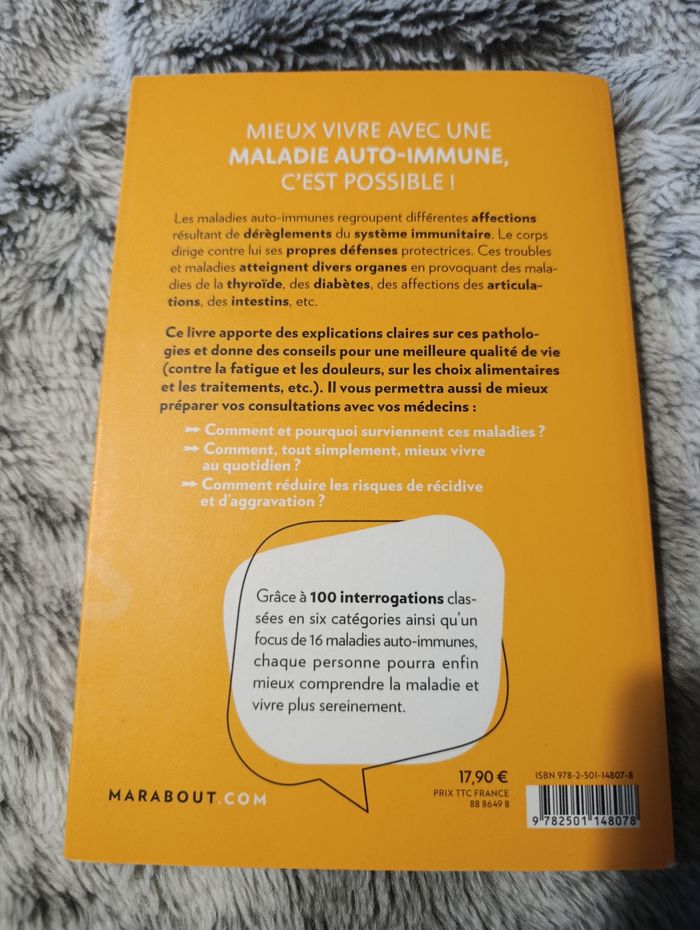 MIEUX VIVRE AVEC UNE
MALADIE AUTO-IMMUNE,
C'EST POSSIBLE !
Les maladies auto-immunes regroupent différentes affections
résultant de dérèglements du système immunitaire. Le corps
dirige contre lui ses propres défenses protectrices. Ces troubles
et maladies atteignent divers organes en provoquant des mala-
dies de la thyroïde, des diabètes, des affections des articula-
tions, des intestins, etc.
Ce livre apporte des explications claires sur ces patholo-
gies et donne des conseils pour une meilleure qualité de vie
(contre la fatigue et les douleurs, sur les choix alimentaires
et les traitements, etc.). Il vous permettra aussi de mieux
préparer vos consultations avec vos médecins :
➳ Comment et pourquoi surviennent ces maladies ?
➳ Comment, tout simplement, mieux vivre
au quotidien ?
➳ Comment réduire les risques de récidive
et d'aggravation ?
Grâce à 100 interrogations clas-
sées en six catégories ainsi qu'un
focus de 16 maladies auto-immunes,
chaque personne pourra enfin
mieux comprendre la maladie et
vivre plus sereinement.
MARABOUT.COM
17,90 €
PRIX TTC FRANCE
88 8649 8
ISBN 978-2-501-14807-8
9 782501 148078